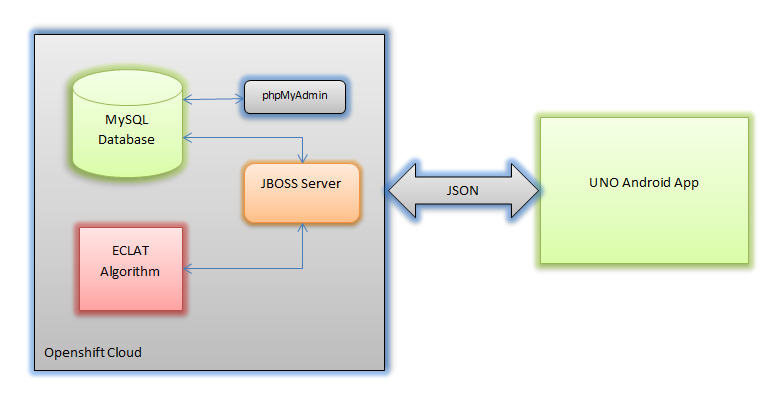 phpMyAdmin
MySQL
Database
JBOSS Server
JSON
UNO Android App
ECLAT
Algorithm
Openshift Cloud